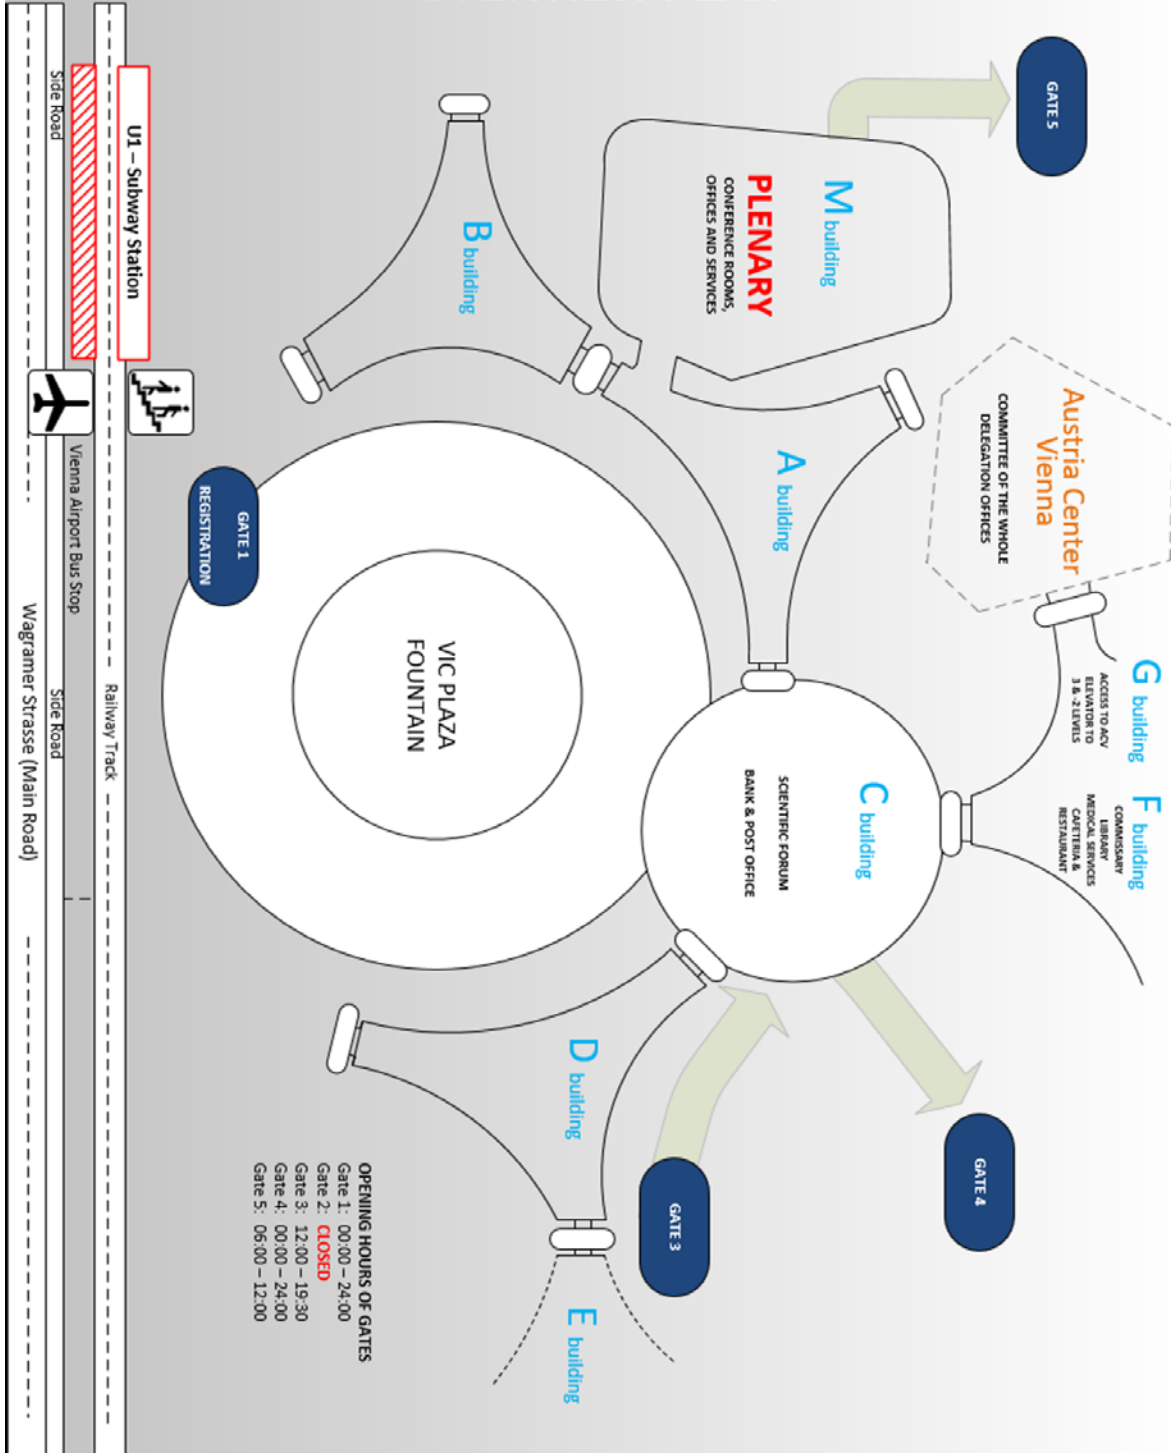 G building
ACCESS TO ACV
ELEVATOR TO
3 & -2 LEVELS
F building
COMMISSARY
LIBRARY
MEDICAL SERVICES
CAFETERIA &
RESTAURANT
Austria Center
Vienna
COMMITTEE OF THE WHOLE
DELEGATION OFFICES
GATE 5
GATE 4
M building
PLENARY
CONFERENCE ROOMS,
OFFICES AND SERVICES
C building
SCIENTIFIC FORUM
BANK & POST OFFICE
A building
GATE 3
D building
E building
B building
VIC PLAZA
FOUNTAIN
GATE 1
REGISTRATION
OPENING HOURS OF GATES
Gate 1: 00:00 – 24:00
Gate 2: CLOSED
Gate 3: 12:00 – 19:30
Gate 4: 00:00 – 24:00
Gate 5: 06:00 – 12:00
U1 – Subway Station
Railway Track
Vienna Airport Bus Stop
Side Road
Side Road
Wagramer Strasse (Main Road)